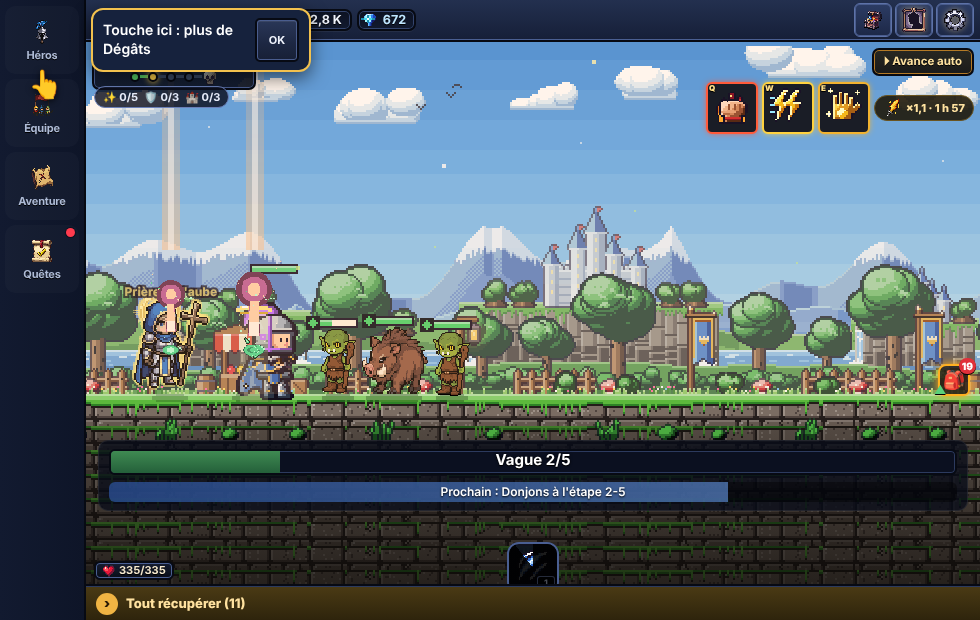 Touche ici : plus de
Dégâts
OK
2,8 K
672
Héros
Équipe
Aventure
Quêtes
0/5 0/3 0/3
Avance auto
Q
W
E
×1,1 · 1 h 57
Prière
aube
19
Vague 2/5
Prochain : Donjons à l'étape 2-5
335/335
1
Tout récupérer (11)